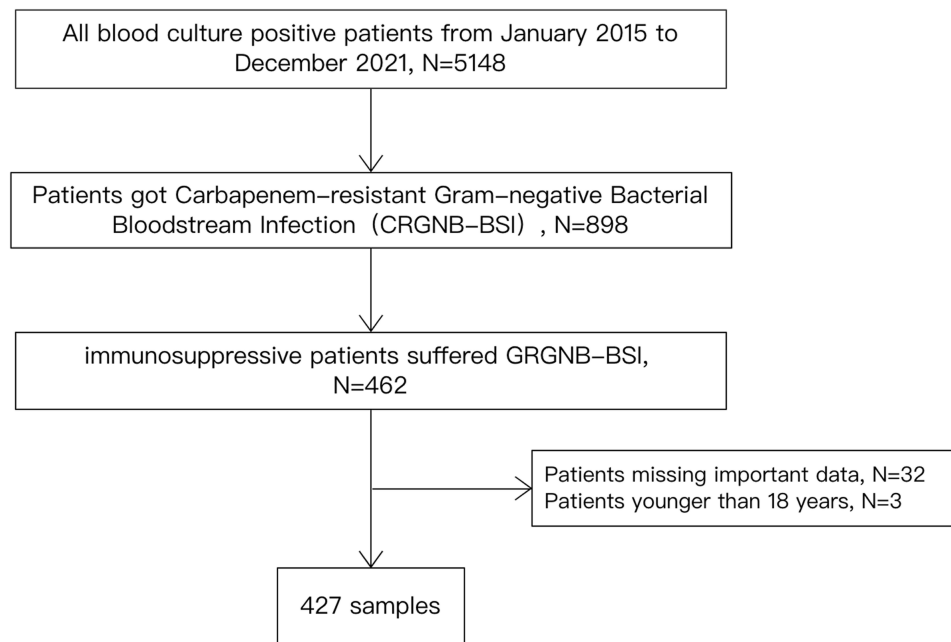 All blood culture positive patients from January 2015 to
December 2021, N=5148
Patients got Carbapenem-resistant Gram-negative Bacterial
Bloodstream Infection（CRGNB-BSI）, N=898
immunosuppressive patients suffered GRGNB-BSI,
N=462
Patients missing important data, N=32
Patients younger than 18 years, N=3
427 samples